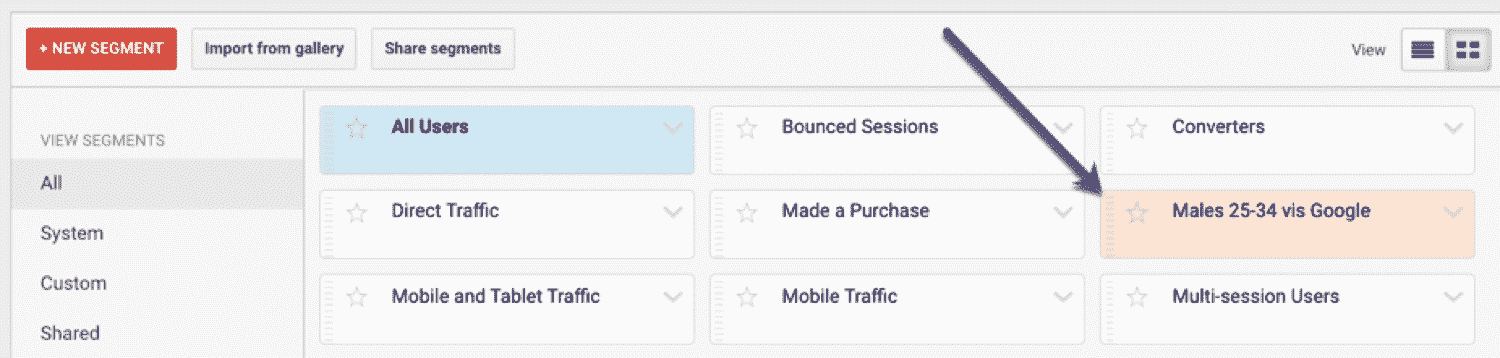 + NEW SEGMENT
Import from gallery
Share segments
View
VIEW SEGMENTS
All
System
Custom
Shared
All Users
Bounced Sessions
Converters
Direct Traffic
Made a Purchase
Males 25-34 vis Google
Mobile and Tablet Traffic
Mobile Traffic
Multi-session Users